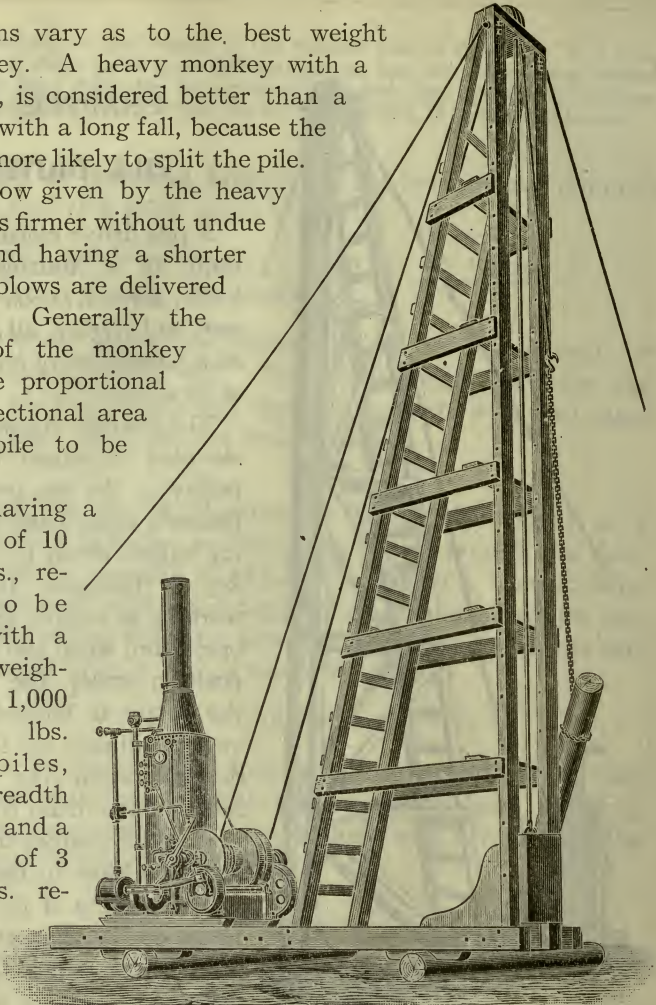 ns vary as to the. best weight
ey. A heavy monkey with a
, is considered better than a
with a long fall, because the
more likely to split the pile.
ow given by the heavy
s firmer without undue
nd having a shorter
blows are delivered
Generally the
of the monkey
e proportional
ectional area
pile to be
having a
of 10
s., re-
o be
ith a
weigh-
1,000
lbs.
piles,
readth
and a
of 3
s. re-